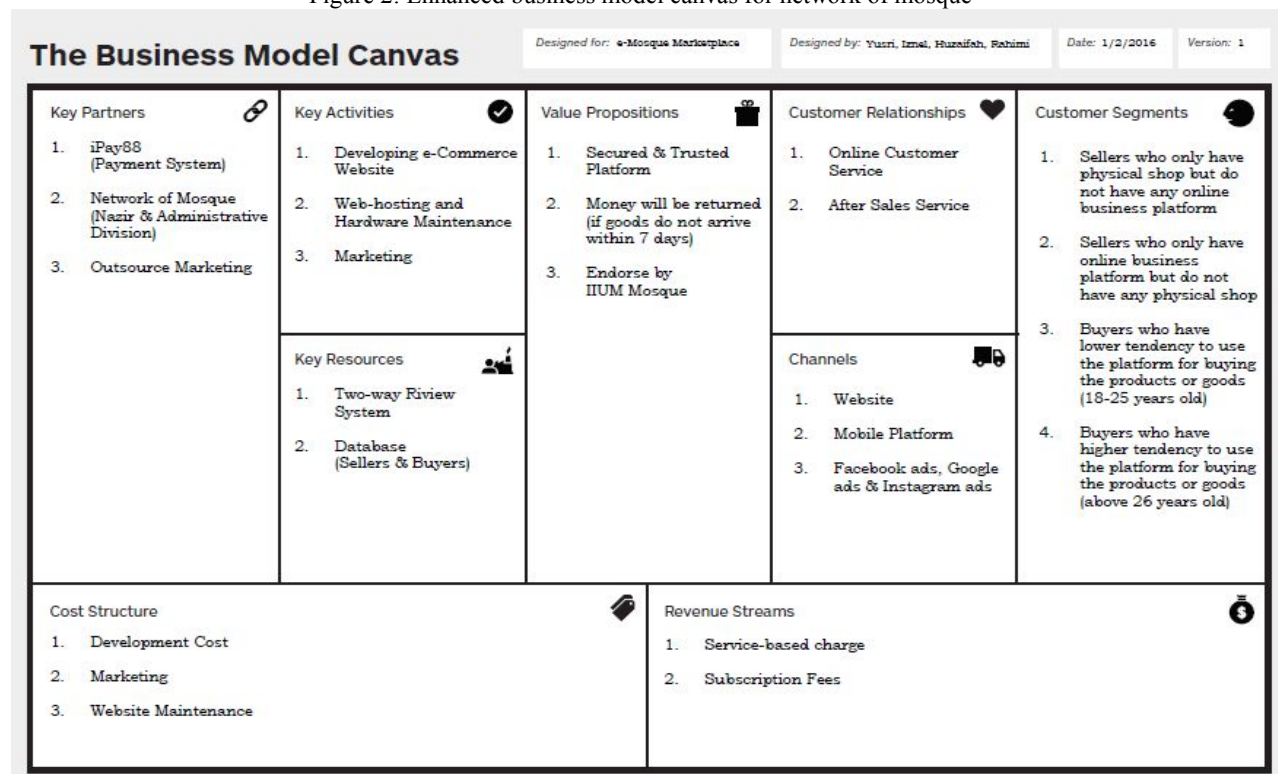 Figure 2: Enhanced business model canvas for network of mosque
The Business Model Canvas
Designed for: e-Mosque Marketplace
Designed by: Yusri, Izmel, Huzaifah, Rahimi
Date: 1/2/2016
Version: 1
Key Partners
1. iPay88
(Payment System)
2. Network of Mosque
(Nazir & Administrative
Division)
3. Outsource Marketing
Key Activities
1. Developing e-Commerce
Website
2. Web-hosting and
Hardware Maintenance
3. Marketing
Key Resources
1. Two-way Riview
System
2. Database
(Sellers & Buyers)
Value Propositions
1. Secured & Trusted
Platform
2. Money will be returned
(if goods do not arrive
within 7 days)
3. Endorse by
IIUM Mosque
Customer Relationships
1. Online Customer
Service
2. After Sales Service
Channels
1. Website
2. Mobile Platform
3. Facebook ads, Google
ads & Instagram ads
Customer Segments
1. Sellers who only have
physical shop but do
not have any online
business platform
2. Sellers who only have
online business
platform but do not
have any physical shop
3. Buyers who have
lower tendency to use
the platform for buying
the products or goods
(18-25 years old)
4. Buyers who have
higher tendency to use
the platform for buying
the products or goods
(above 26 years old)
Cost Structure
1. Development Cost
2. Marketing
3. Website Maintenance
Revenue Streams
1. Service-based charge
2. Subscription Fees